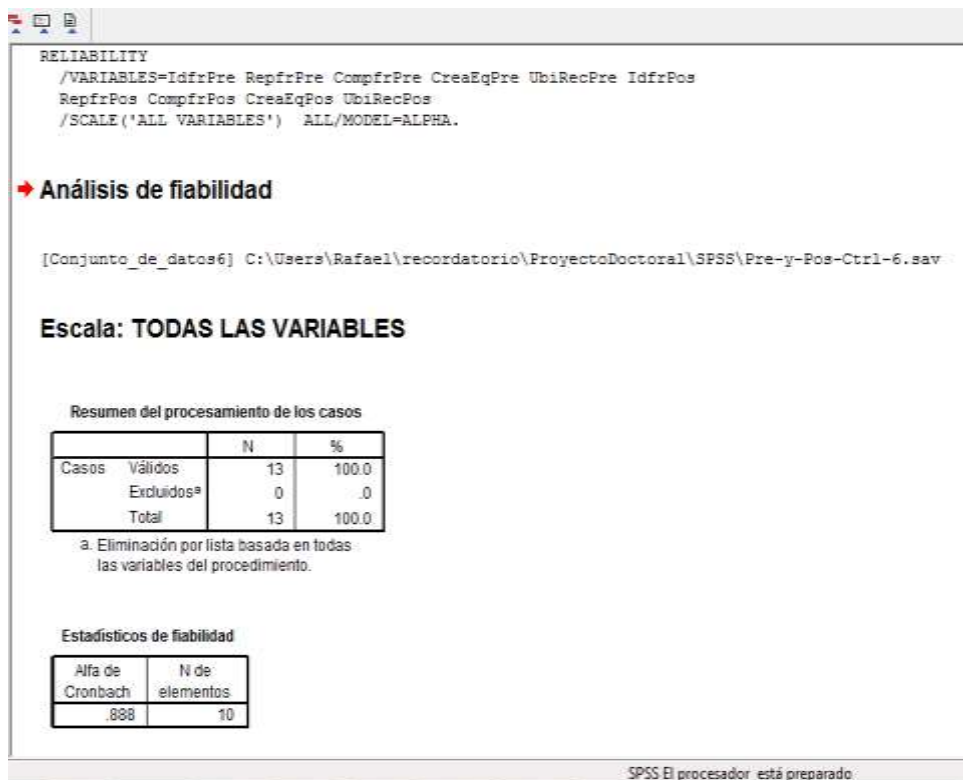 RELIABILITY
/VARIABLES=IdfrPre RepfrPre CompfrPre CreaEqPre UbiRecPre IdfrPos
RepfrPos CompfrPos CreaEqPos UbiRecPos
/SCALE('ALL VARIABLES') ALL/MODEL=ALPHA.
Análisis de fiabilidad
[Conjunto_de_datos6] C:\Users\Rafael\recordatorio\ProyectoDoctoral\SPSS\Pre-y-Pos-Ctrl-6.sav
Escala: TODAS LAS VARIABLES
Resumen del procesamiento de los casos
N %
Casos Válidos 13 100.0
Excluidosª 0 .0
Total 13 100.0
a. Eliminación por lista basada en todas
las variables del procedimiento.
Estadísticos de fiabilidad
Alfa de N de
Cronbach elementos
.888 10
SPSS El procesador está preparado